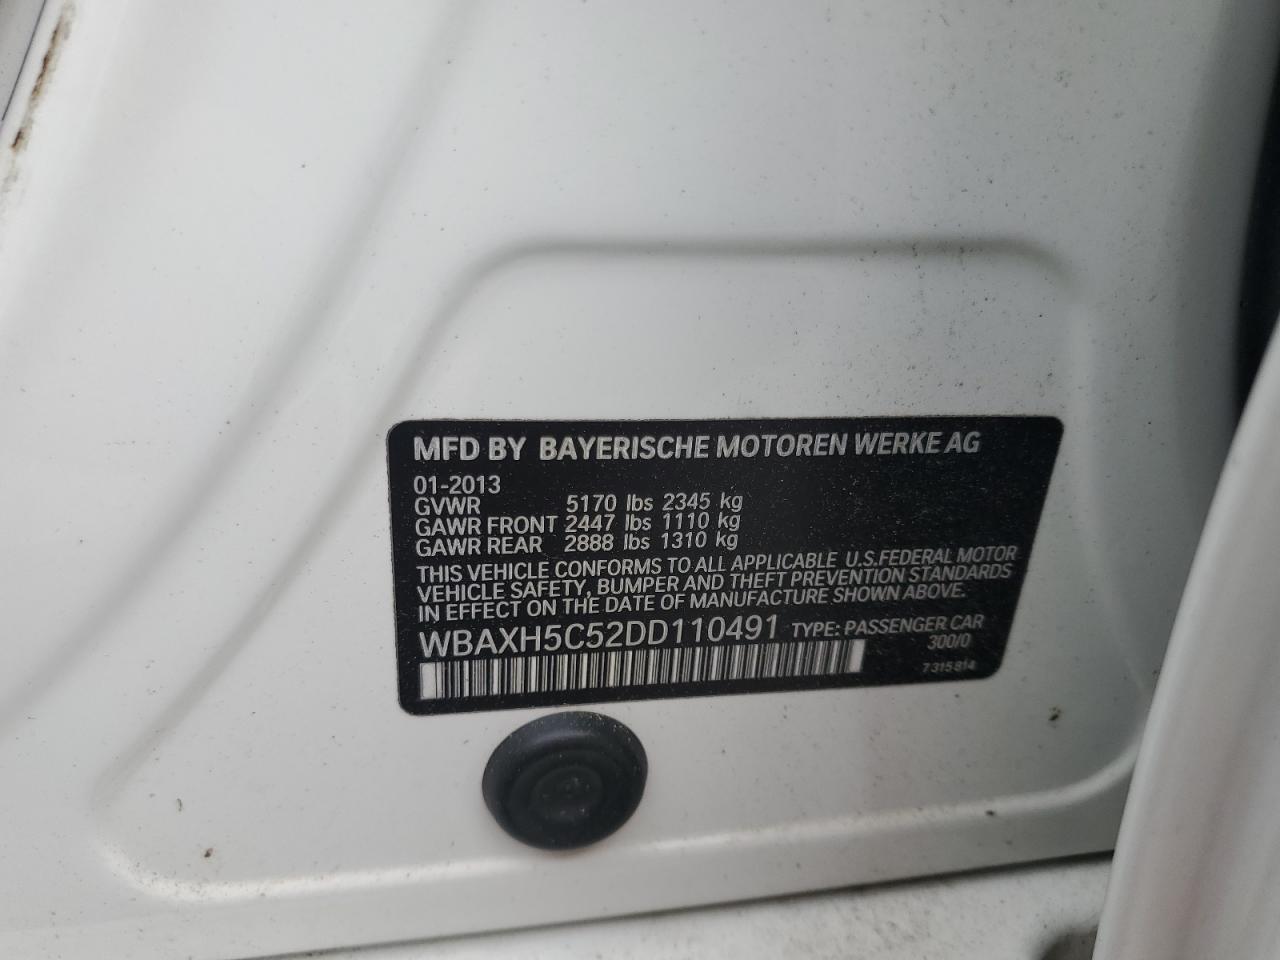 MFD BY BAYERISCHE MOTOREN WERKE AG
01-2013
GVWR 5170 lbs 2345 kg
GAWR FRONT 2447 lbs 1110 kg
GAWR REAR 2888 lbs 1310 kg
THIS VEHICLE CONFORMS TO ALL APPLICABLE U.S.FEDERAL MOTOR
VEHICLE SAFETY, BUMPER AND THEFT PREVENTION STANDARDS
IN EFFECT ON THE DATE OF MANUFACTURE SHOWN ABOVE.
WBAXH5C52DD110491 TYPE: PASSENGER CAR
300/0
7315814